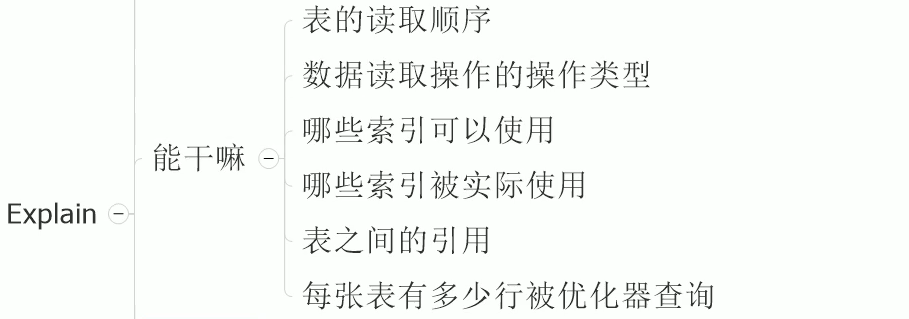 Explain
能干嘛
表的读取顺序
数据读取操作的操作类型
哪些索引可以使用
哪些索引被实际使用
表之间的引用
每张表有多少行被优化器查询